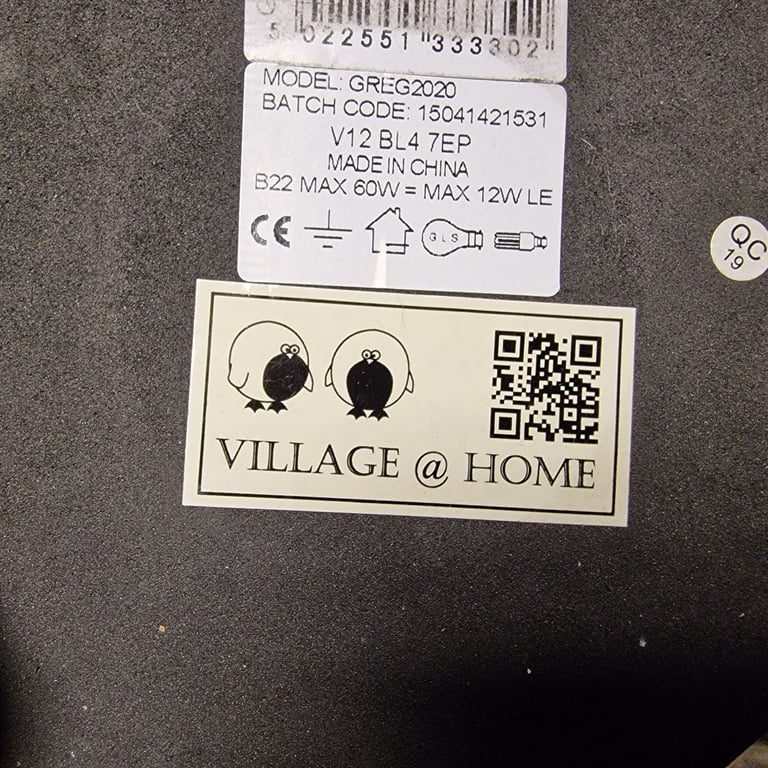 5 022551 333302
MODEL: GREG2020
BATCH CODE: 15041421531
V12 BL4 7EP
MADE IN CHINA
B22 MAX 60W = MAX 12W LE
CE
GLS
QC
19
VILLAGE @ HOME